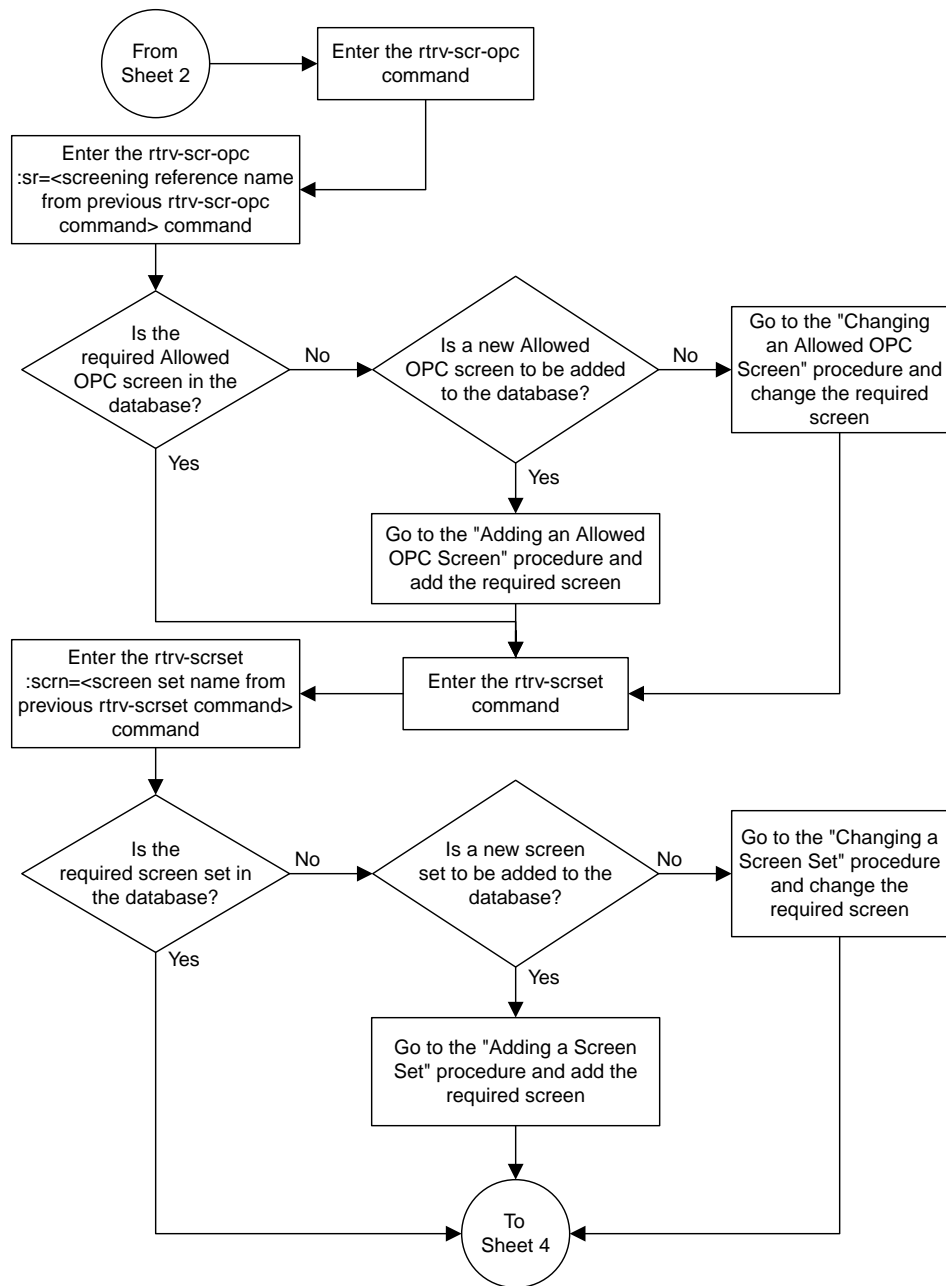 From
Sheet 2
Enter the rtrv-scr-opc
command
Enter the rtrv-scr-opc
:sr=<screening reference name
from previous rtrv-scr-opc
command> command
Is the
required Allowed
OPC screen in the
database?
No
Is a new Allowed
OPC screen to be added
to the database?
No
Go to the "Changing
an Allowed OPC
Screen" procedure and
change the required
screen
Yes
Yes
Go to the "Adding an Allowed
OPC Screen" procedure and
add the required screen
Enter the rtrv-scrset
command
Enter the rtrv-scrset
:scrn=<screen set name from
previous rtrv-scrset command>
command
Is the
required screen set in
the database?
No
Is a new screen
set to be added to the
database?
No
Go to the "Changing a
Screen Set" procedure
and change the
required screen
Yes
Yes
Go to the "Adding a Screen
Set" procedure and add the
required screen
To
Sheet 4